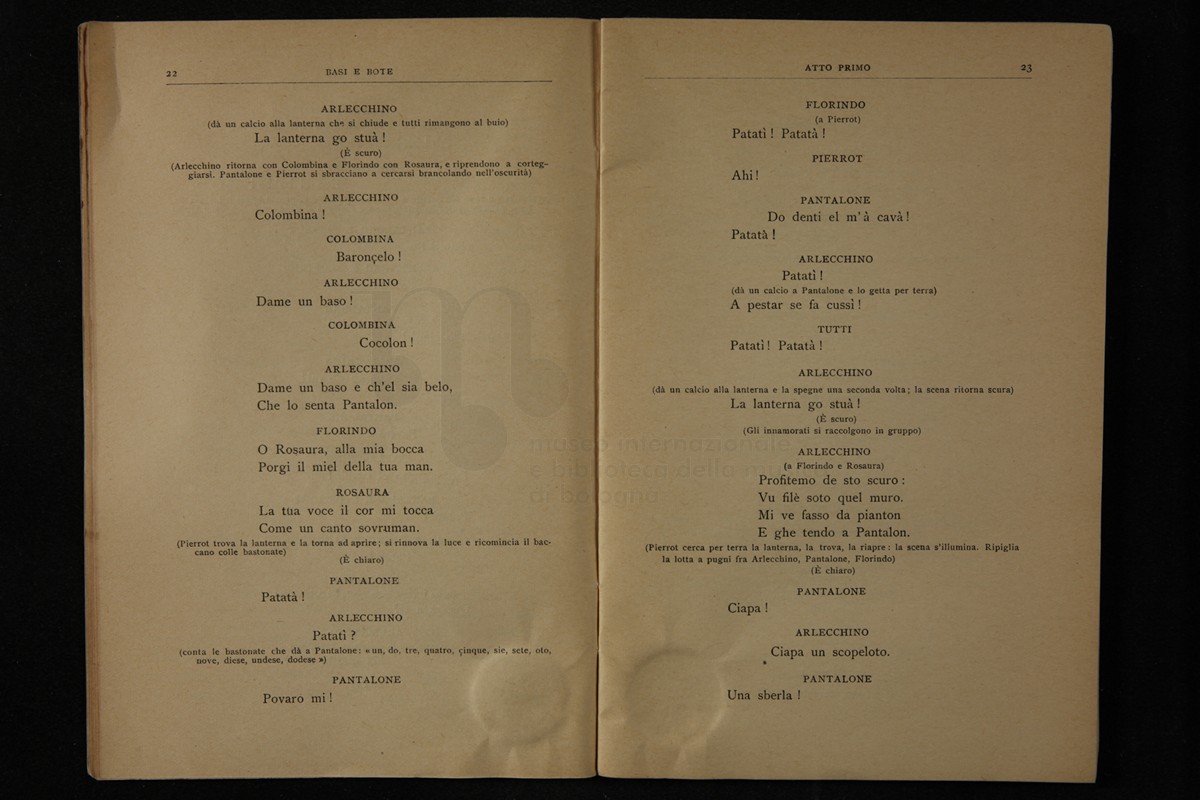 22
BASI E BOTE
ARLECCHINO
(dà un calcio alla lanterna che si chiude e tutti rimangono al buio)
La lanterna go stuà !
(È scuro)
(Arlecchino ritorna con Colombina e Florindo con Rosaura, e riprendono a corteg-
giarsi. Pantalone e Pierrot si sbracciano a cercarsi brancolando nell'oscurità)
ARLECCHINO
Colombina !
COLOMBINA
Baronçelo !
ARLECCHINO
Dame un baso !
COLOMBINA
Cocolon !
ARLECCHINO
Dame un baso e ch'el sia belo,
Che lo senta Pantalon.
FLORINDO
O Rosaura, alla mia bocca
Porgi il miel della tua man.
ROSAURA
La tua voce il cor mi tocca
Come un canto sovruman.
(Pierrot trova la lanterna e la torna ad aprire; si rinnova la luce e ricomincia il bac-
cano colle bastonate)
(È chiaro)
PANTALONE
Patatà !
ARLECCHINO
Patatì ?
(conta le bastonate che dà a Pantalone: « un, do, tre, quatro, çinque, sie, sete, oto,
nove, diese, undese, dodese »)
PANTALONE
Povaro mi !
ATTO PRIMO
23
FLORINDO
(a Pierrot)
Patatì ! Patatà !
PIERROT
Ahi !
PANTALONE
Do denti el m'à cavà !
Patatà !
ARLECCHINO
Patatì !
(dà un calcio a Pantalone e lo getta per terra)
A pestar se fa cussì !
TUTTI
Patatì ! Patatà !
ARLECCHINO
(dà un calcio alla lanterna e la spegne una seconda volta; la scena ritorna scura)
La lanterna go stuà !
(È scuro)
(Gli innamorati si raccolgono in gruppo)
ARLECCHINO
(a Florindo e Rosaura)
Profitemo de sto scuro :
Vu filè soto quel muro.
Mi ve fasso da pianton
E ghe tendo a Pantalon.
(Pierrot cerca per terra la lanterna, la trova, la riapre : la scena s'illumina. Ripiglia
la lotta a pugni fra Arlecchino, Pantalone, Florindo)
(È chiaro)
PANTALONE
Ciapa !
ARLECCHINO
Ciapa un scopeloto.
PANTALONE
Una sberla !
museo internazionale
e biblioteca della musica
di bologna